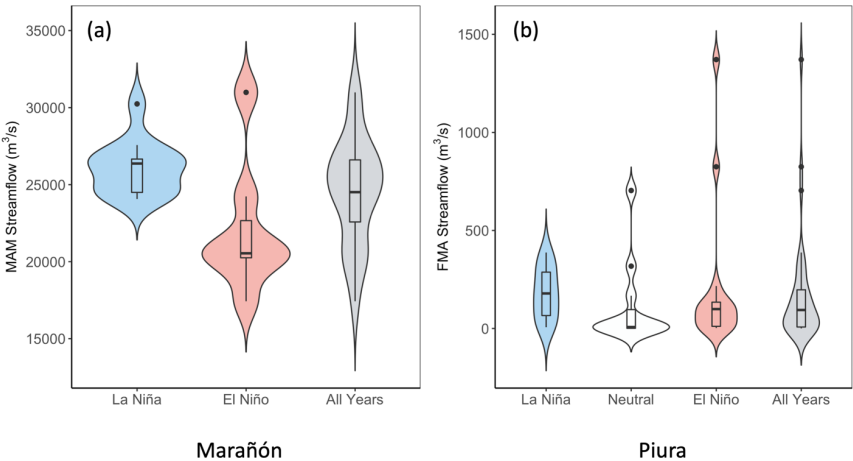 (a)
MAM Streamflow (m³/s)
35000
30000
25000
20000
15000
La Niña El Niño All Years
Marañón
(b)
FMA Streamflow (m³/s)
1500
1000
500
0
La Niña Neutral El Niño All Years
Piura